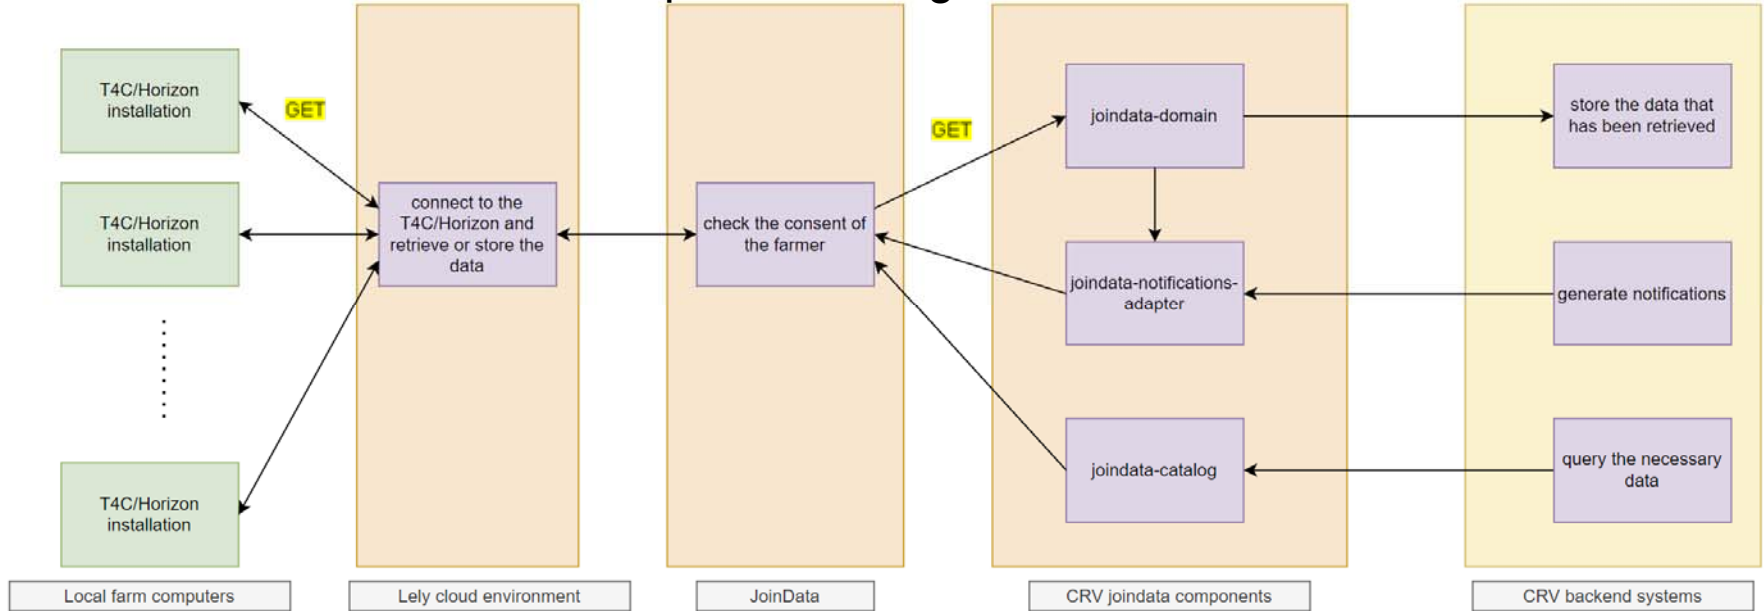 T4C/Horizon
installation
GET
T4C/Horizon
installation
T4C/Horizon
installation
connect to the
T4C/Horizon and
retrieve or store the
data
check the consent of
the farmer
GET
joindata-domain
joindata-notifications-
adapter
joindata-catalog
store the data that
has been retrieved
generate notifications
query the necessary
data
Local farm computers
Lely cloud environment
JoinData
CRV joindata components
CRV backend systems